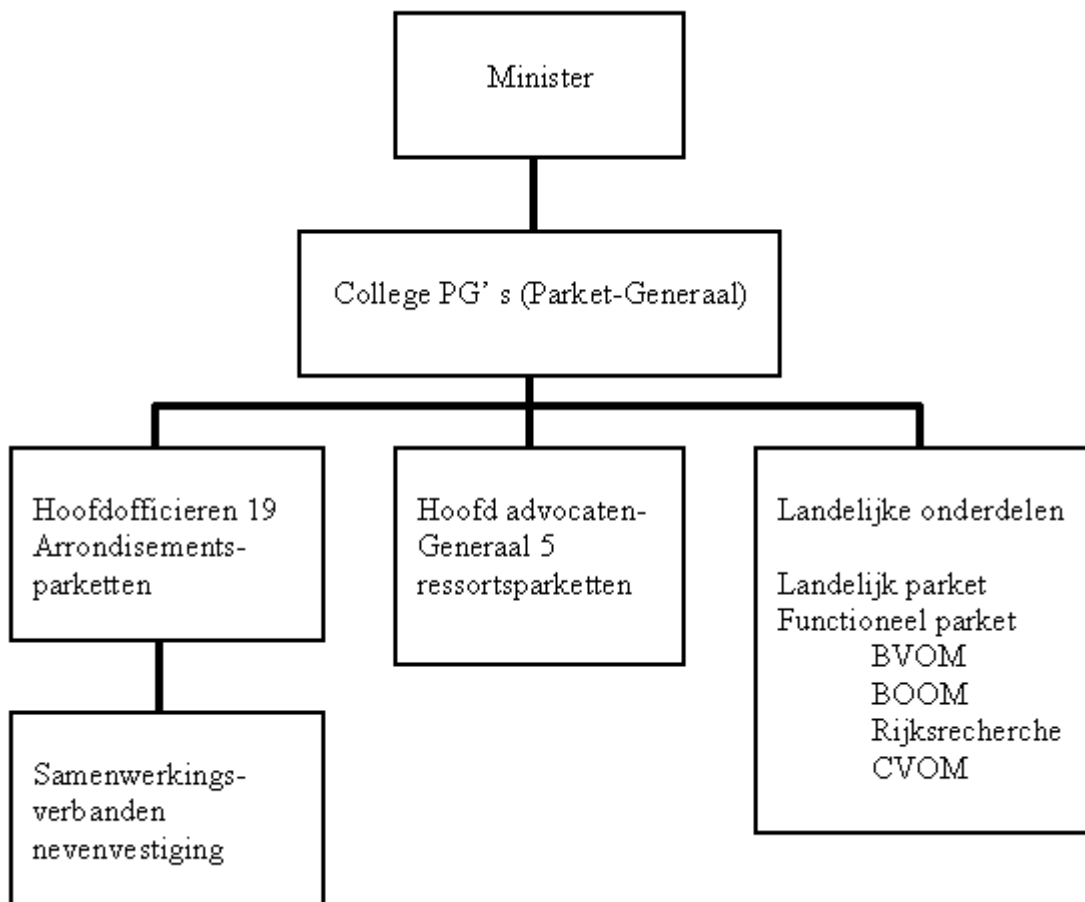 Minister
College PG’ s (Parket-Generaal)
Hoofdofficieren 19
Arrondisements-
parketten
Hoofd advocaten-
Generaal 5
ressortsparketten
Landelijke onderdelen
Landelijk parket
Functioneel parket
BVOM
BOOM
Rijksrecherche
CVOM
Samenwerkings-
verbanden
nevenvestiging